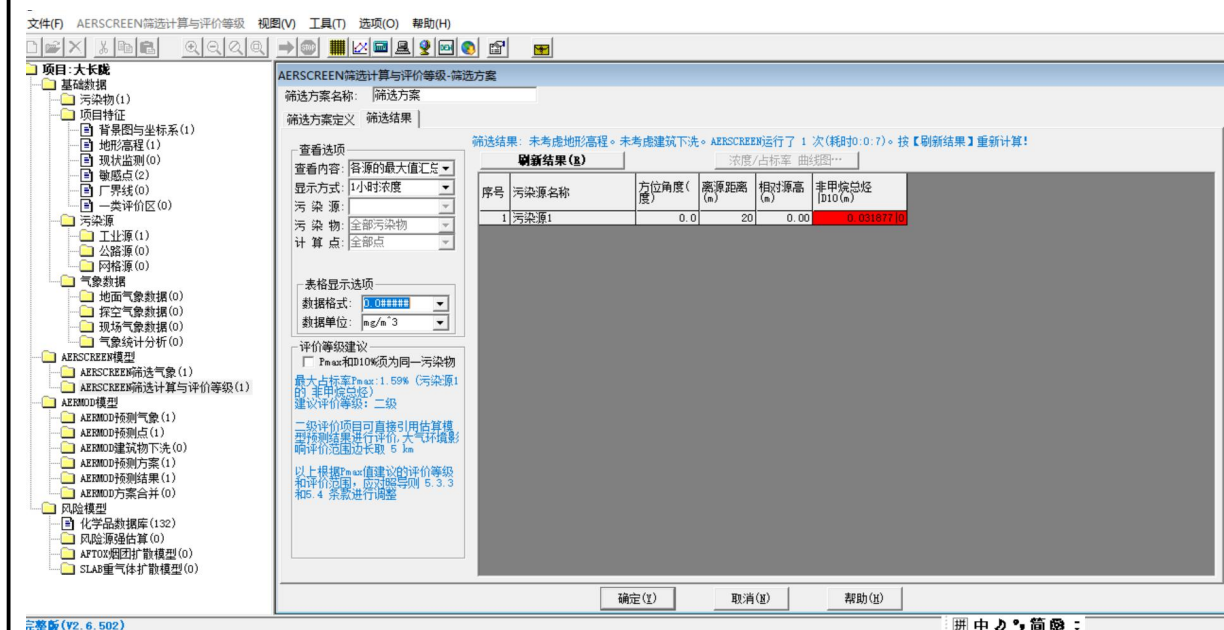 文件(F) AERSCREEN筛选计算与评价等级 视图(V) 工具(T) 选项(O) 帮助(H)
项目:大长陇
基础数据
污染物(1)
项目特征
背景图与坐标系(1)
地形高程(1)
现状监测(0)
敏感点(2)
厂界线(0)
一类评价区(0)
污染源
工业源(1)
公路源(0)
网格源(0)
气象数据
地面气象数据(0)
探空气象数据(0)
现场气象数据(0)
气象统计分析(0)
AERSCREEN模型
AERSCREEN筛选气象(1)
AERSCREEN筛选计算与评价等级(1)
AERMOD模型
AERMOD预测气象(1)
AERMOD预测点(1)
AERMOD建筑物下洗(0)
AERMOD预测方案(1)
AERMOD预测结果(1)
AERMOD方案合并(0)
风险模型
化学品数据库(132)
风险源强估算(0)
AFTOX烟团扩散模型(0)
SLAB重气体扩散模型(0)
AERSCREEN筛选计算与评价等级-筛选方案
筛选方案名称: 筛选方案
筛选方案定义 筛选结果
筛选结果: 未考虑地形高程。未考虑建筑下洗。AERSCREEN运行了 1 次(耗时0:0:7)。按【刷新结果】重新计算!
刷新结果(R) 浓度/占标率 曲线图…
查看选项
查看内容: 各源的最大值汇总
显示方式: 1小时浓度
污 染 源:
污 染 物: 全部污染物
计 算 点: 全部点
表格显示选项
数据格式: 0.0#####
数据单位: mg/m^3
评价等级建议
Pmax和D10%须为同一污染物
最大占标率Pmax:1.59% (污染源1
的 非甲烷总烃)
建议评价等级: 二级
二级评价项目可直接引用估算模
型预测结果进行评价,大气环境影
响评价范围边长取 5 km
以上根据Pmax值建议的评价等级
和评价范围,应对照导则 5.3.3
和5.4 条款进行调整
序号 污染源名称 方位角度(度) 离源距离(m) 相对源高(m) 非甲烷总烃|D10(m)
1 污染源1 0.0 20 0.00 0.031877|0
确定(Y) 取消(N) 帮助(H)
完整版(V2.6.502)
拼 中 简